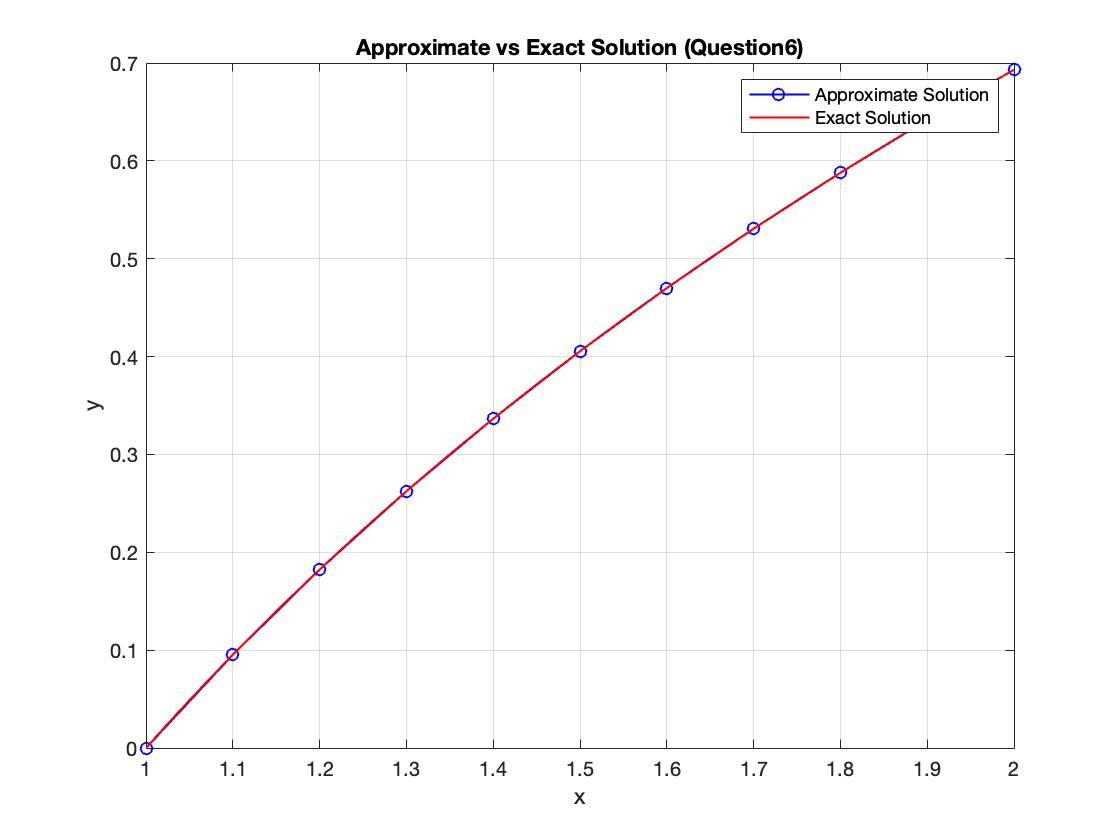 Approximate vs Exact Solution (Question6)
Approximate Solution
Exact Solution
0.7
0.6
0.5
0.4
0.3
0.2
0.1
0
y
1 1.1 1.2 1.3 1.4 1.5 1.6 1.7 1.8 1.9 2
x